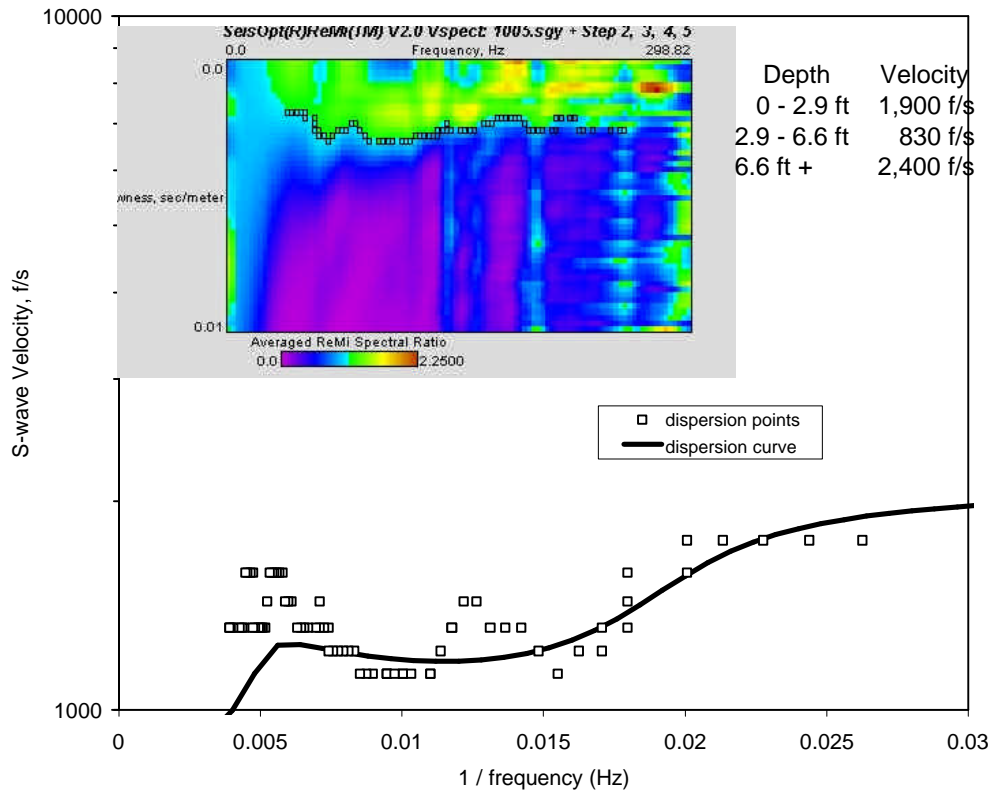 10000
SeisOpt(R)ReMi(TM) V2.0 Vspect: 1005.sgy + Step 2, 3, 4, 5
0.0 Frequency, Hz 298.82
0.0
wness, sec/meter
0.01
Averaged ReMi Spectral Ratio
0.0 2.2500
Depth Velocity
0 - 2.9 ft 1,900 f/s
2.9 - 6.6 ft 830 f/s
6.6 ft + 2,400 f/s
S-wave Velocity, f/s
dispersion points
dispersion curve
1000
0 0.005 0.01 0.015 0.02 0.025 0.03
1 / frequency (Hz)